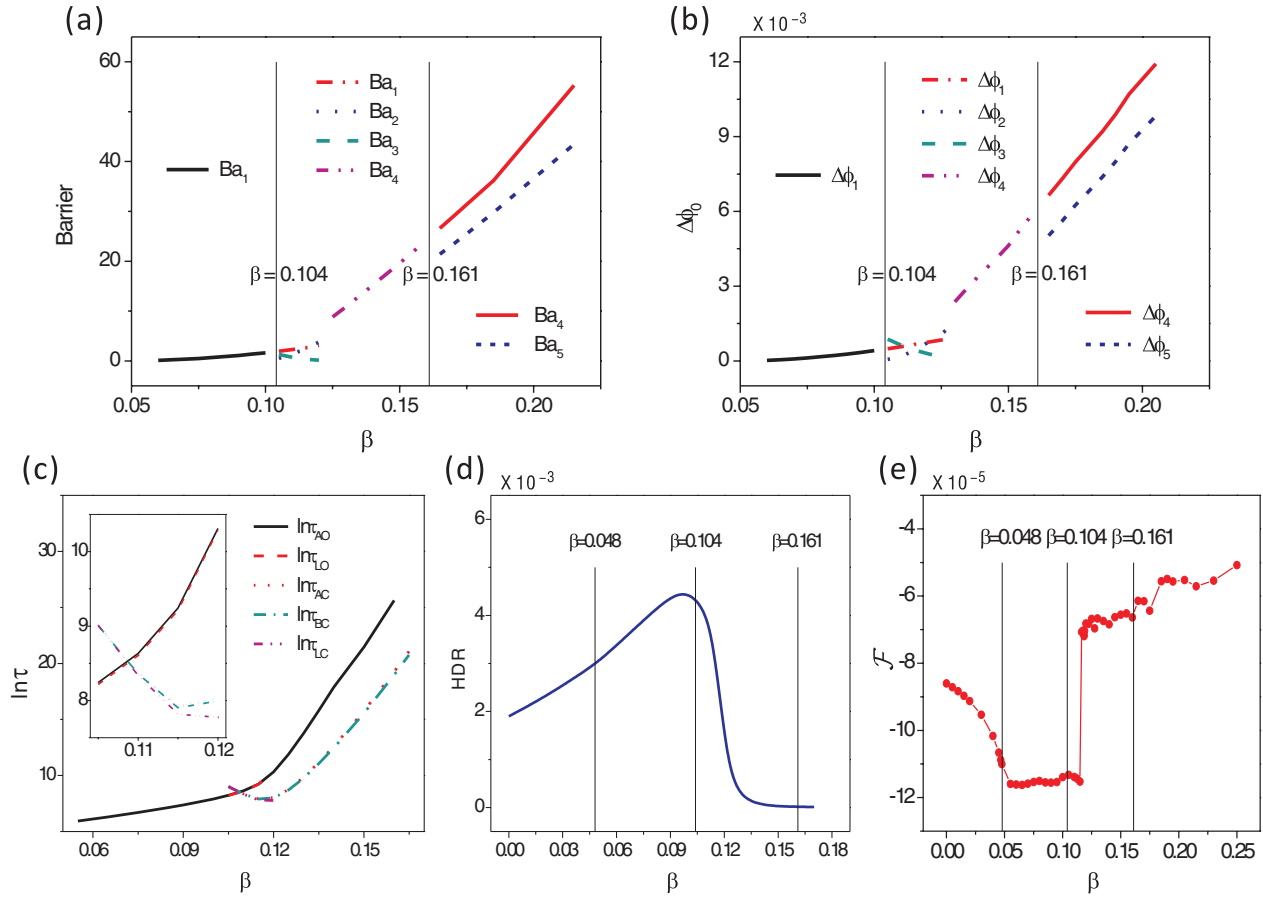 (a)
60
40
20
0
Barrier
0.05
0.10
0.15
0.20
β
Ba₁
Ba₁
Ba₂
Ba₃
Ba₄
β = 0.104
β = 0.161
Ba₄
Ba₅
(b)
X 10⁻³
12
9
6
3
0
Δϕ₀
0.05
0.10
0.15
0.20
β
Δϕ₁
Δϕ₁
Δϕ₂
Δϕ₃
Δϕ₄
β = 0.104
β = 0.161
Δϕ₄
Δϕ₅
(c)
30
20
10
lnτ
0.06
0.09
0.12
0.15
β
10
9
8
0.11
0.12
lnτ_AO
lnτ_LO
lnτ_AC
lnτ_BC
lnτ_LC
(d)
X 10⁻³
6
3
0
HDR
0.00
0.03
0.06
0.09
0.12
0.15
0.18
β
β=0.048
β=0.104
β=0.161
(e)
X 10⁻⁵
-4
-6
-8
-10
-12
ℱ
0.00
0.05
0.10
0.15
0.20
0.25
β
β=0.048
β=0.104
β=0.161